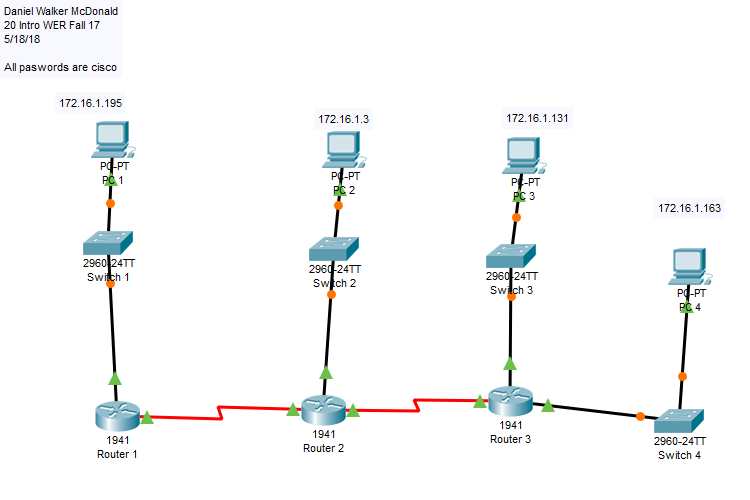 Daniel Walker McDonald
20 Intro WER Fall 17
5/18/18
All paswords are cisco
172.16.1.195
172.16.1.3
172.16.1.131
172.16.1.163
PC-PT
PC 1
PC-PT
PC 2
PC-PT
PC 3
PC-PT
PC 4
2960-24TT
Switch 1
2960-24TT
Switch 2
2960-24TT
Switch 3
2960-24TT
Switch 4
1941
Router 1
1941
Router 2
1941
Router 3